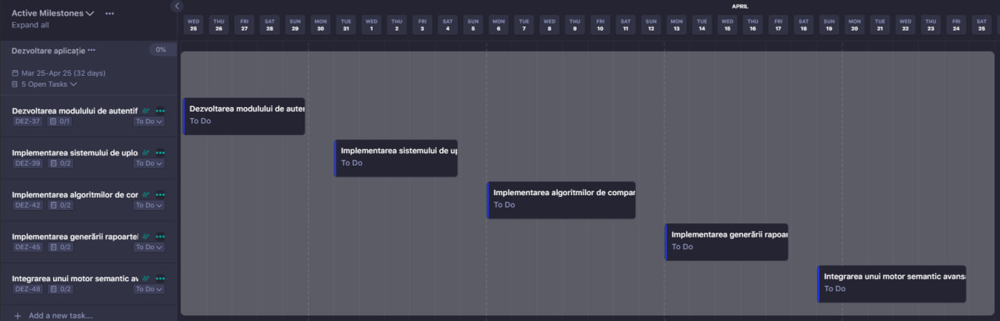 Active Milestones •••
Expand all
APRIL
WED THU FRI SAT SUN MON TUE WED THU FRI SAT SUN MON TUE WED THU FRI SAT SUN MON TUE WED THU FRI SAT SUN MON TUE WED THU FRI SAT
25 26 27 28 29 30 31 1 2 3 4 5 6 7 8 9 10 11 12 13 14 15 16 17 18 19 20 21 22 23 24 25
Dezvoltare aplicație ••• 0%
Mar 25-Apr 25 (32 days)
5 Open Tasks
Dezvoltarea modulului de autentif
DEZ-37 0/1 To Do
Dezvoltarea modulului de auten
To Do
Implementarea sistemului de uplo
DEZ-39 0/2 To Do
Implementarea sistemului de up
To Do
Implementarea algoritmilor de cor
DEZ-42 0/2 To Do
Implementarea algoritmilor de compar
To Do
Implementarea generării rapoartel
DEZ-45 0/2 To Do
Implementarea generării rapoar
To Do
Integrarea unui motor semantic av
DEZ-48 0/2 To Do
Integrarea unui motor semantic avansa
To Do
+ Add a new task...